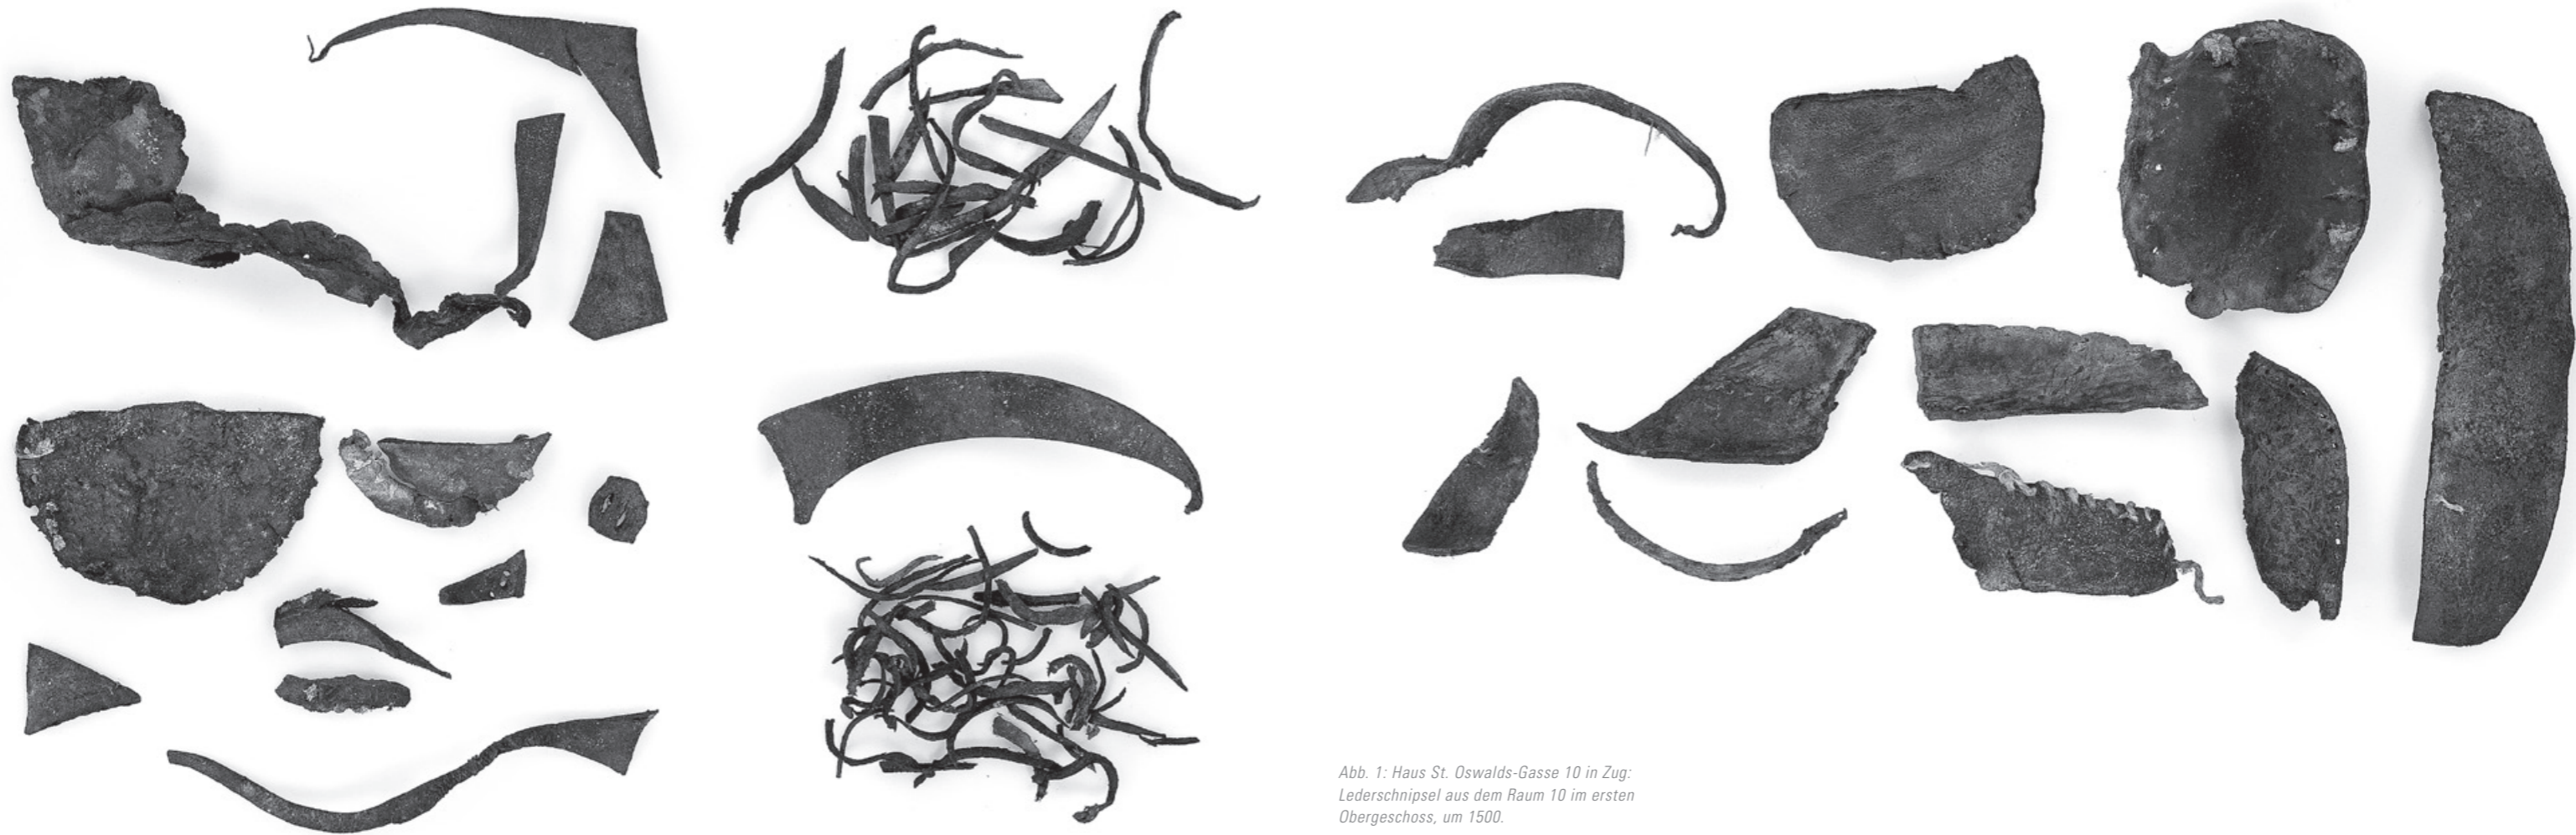 Abb. 1: Haus St. Oswalds-Gasse 10 in Zug:
Lederschnipsel aus dem Raum 10 im ersten
Obergeschoss, um 1500.